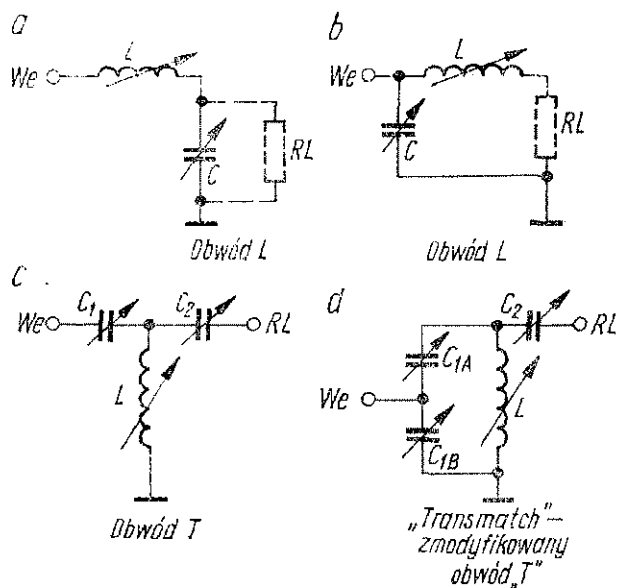 a
L
We
C
RL
Obwód L
b
We
L
C
RL
Obwód L
c
C1
C2
We
RL
L
Obwód T
d
C2
RL
C1A
We
L
C1B
„Transmatch"–
zmodyfikowany
obwód „T"